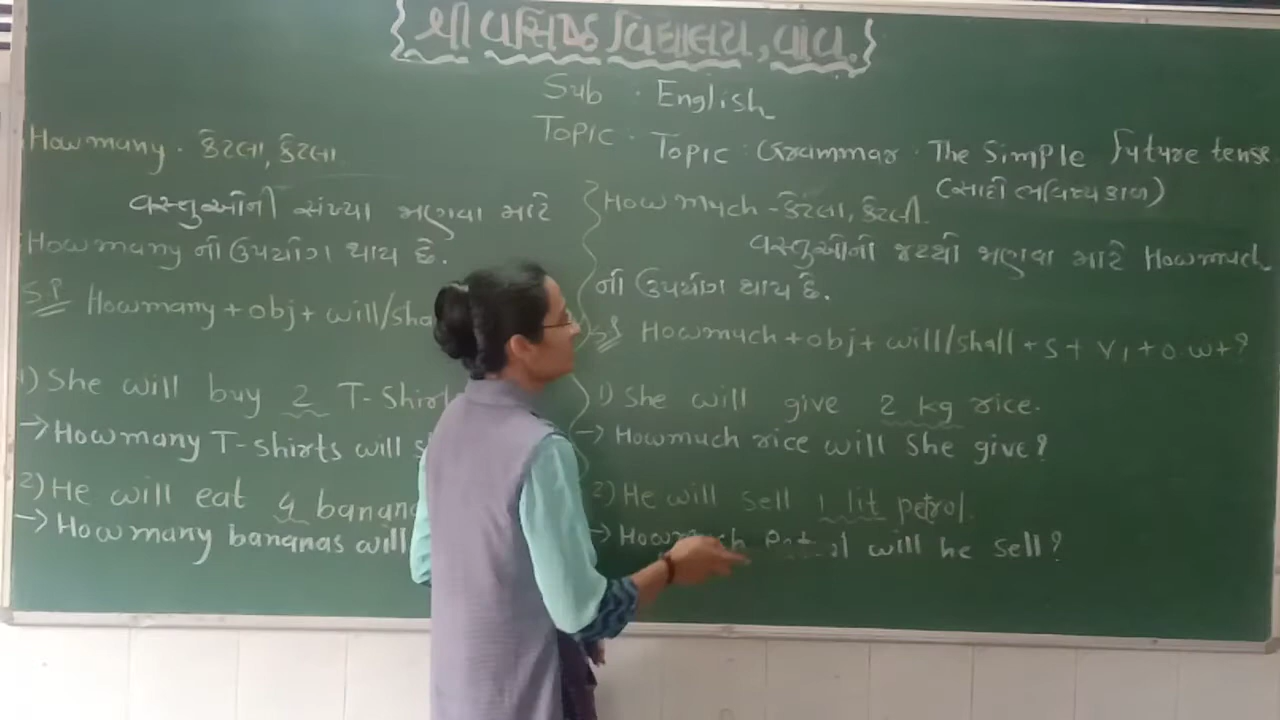 શ્રી વસિષ્ઠ વિદ્યાલય, વાવ.
Sub : English
Topic : Topic : Grammar : The Simple future tense
(સાદો ભવિષ્ય કાળ)
How many : કેટલા, કેટલા
વસ્તુઓની સંખ્યા જાણવા માટે
How many નો ઉપયોગ થાય છે.
How many + obj + will/sha
1) She will buy 2 T-Shirt
→ How many T-shirts will s
2) He will eat 4 banana
→ How many bananas will
How much - કેટલા, કેટલી.
વસ્તુઓનો જથ્થો જાણવા માટે How much
નો ઉપયોગ થાય છે.
How much + obj + will/shall + S + V1 + O.W + ?
1) She will give 2 kg rice.
→ How much rice will she give?
2) He will sell 1 lit petrol.
→ How much Petrol will he sell?